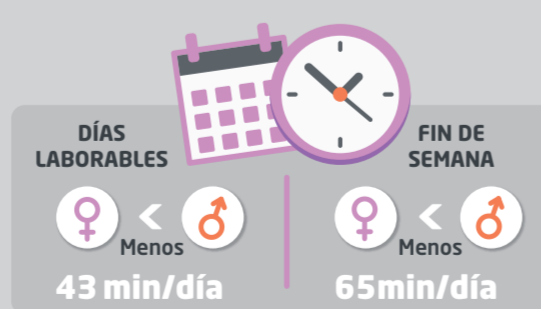 DÍAS
LABORABLES
Menos
43 min/día
FIN DE
SEMANA
Menos
65min/día